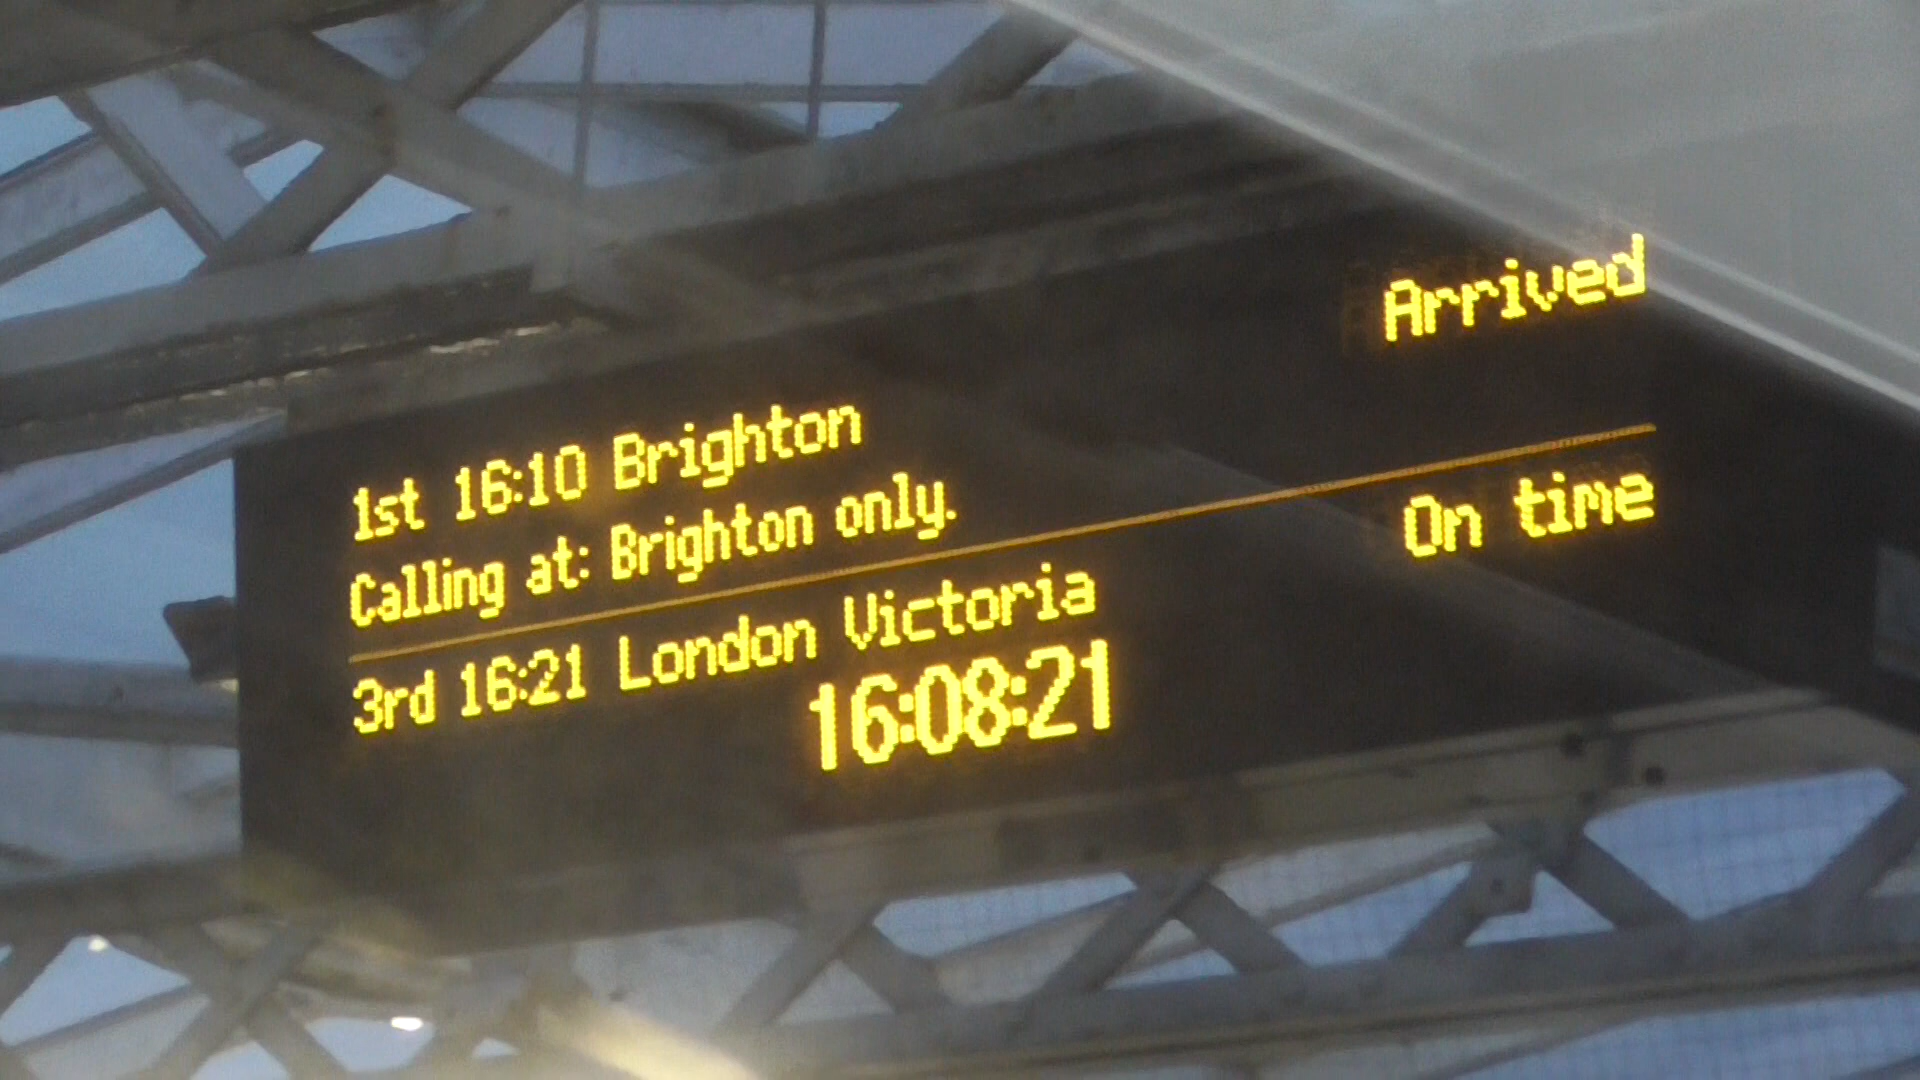 1st 16:10 Brighton Arrived
Calling at: Brighton only.
3rd 16:21 London Victoria On time
16:08:21